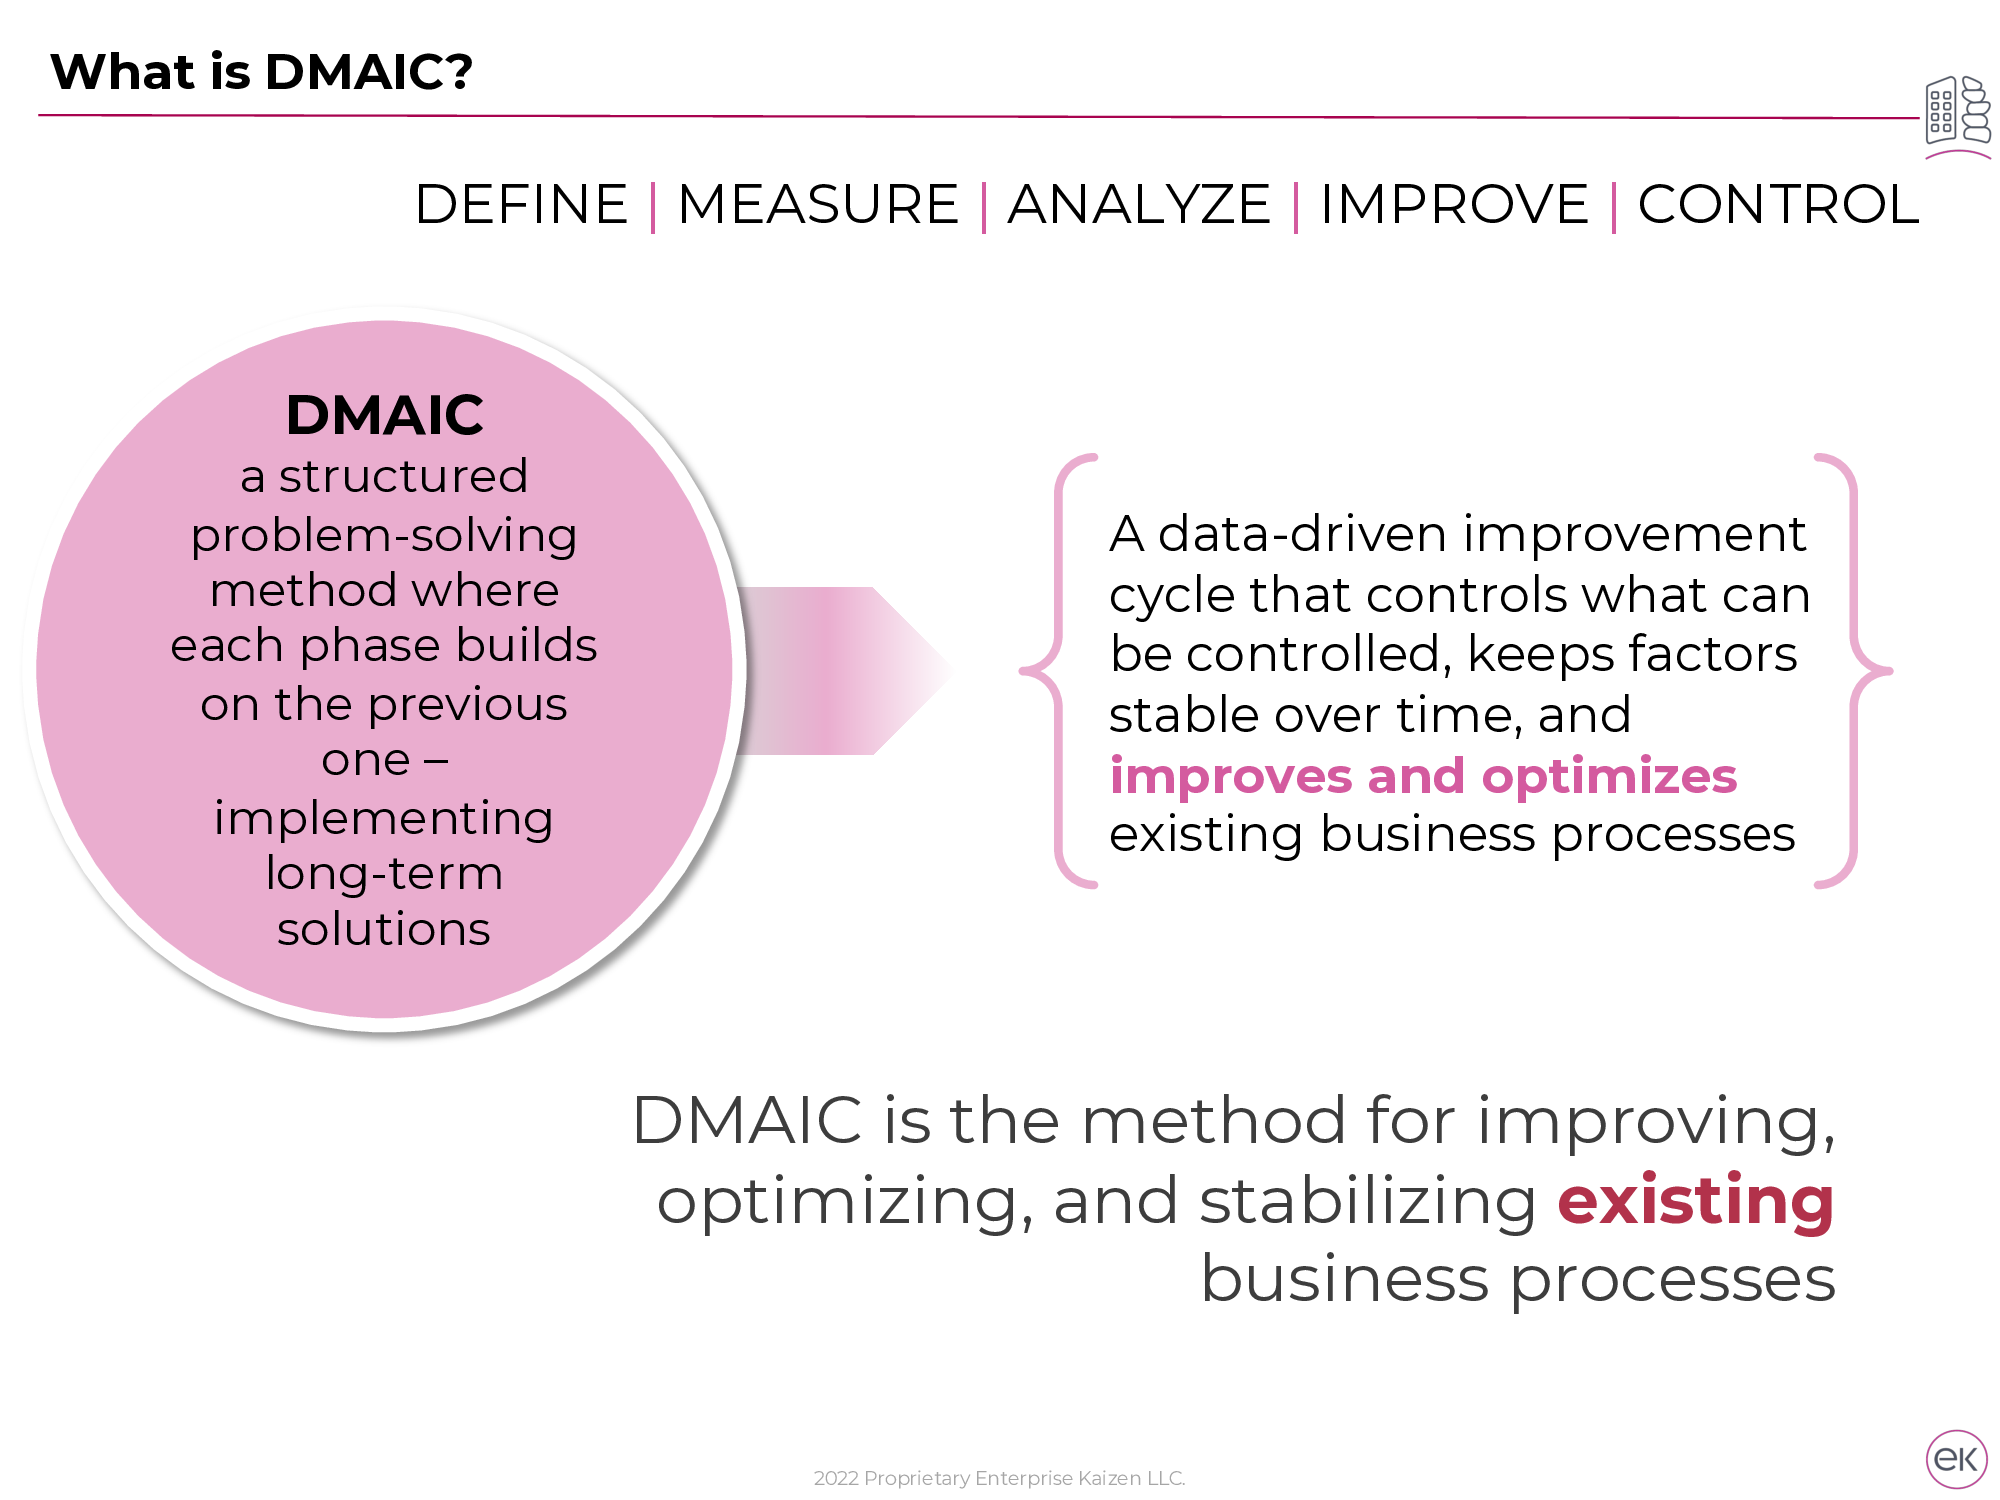 What is DMAIC?
DEFINE | MEASURE | ANALYZE | IMPROVE | CONTROL
DMAIC
a structured
problem-solving
method where
each phase builds
on the previous
one –
implementing
long-term
solutions
A data-driven improvement
cycle that controls what can
be controlled, keeps factors
stable over time, and
improves and optimizes
existing business processes
DMAIC is the method for improving,
optimizing, and stabilizing existing
business processes
2022 Proprietary Enterprise Kaizen LLC.
eK